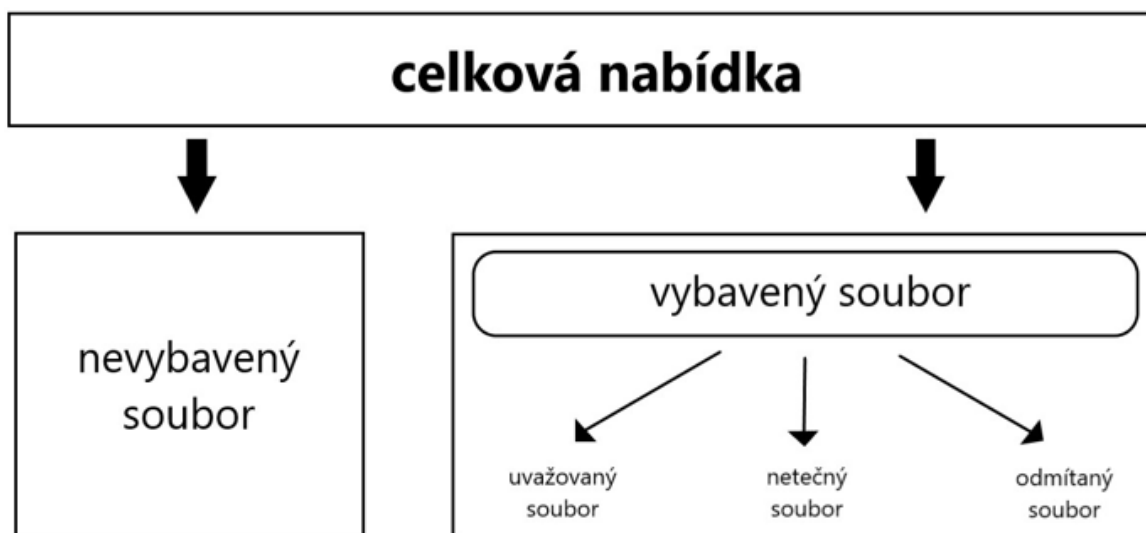 celková nabídka
nevybavený
soubor
vybavený soubor
uvažovaný
soubor
netečný
soubor
odmítaný
soubor